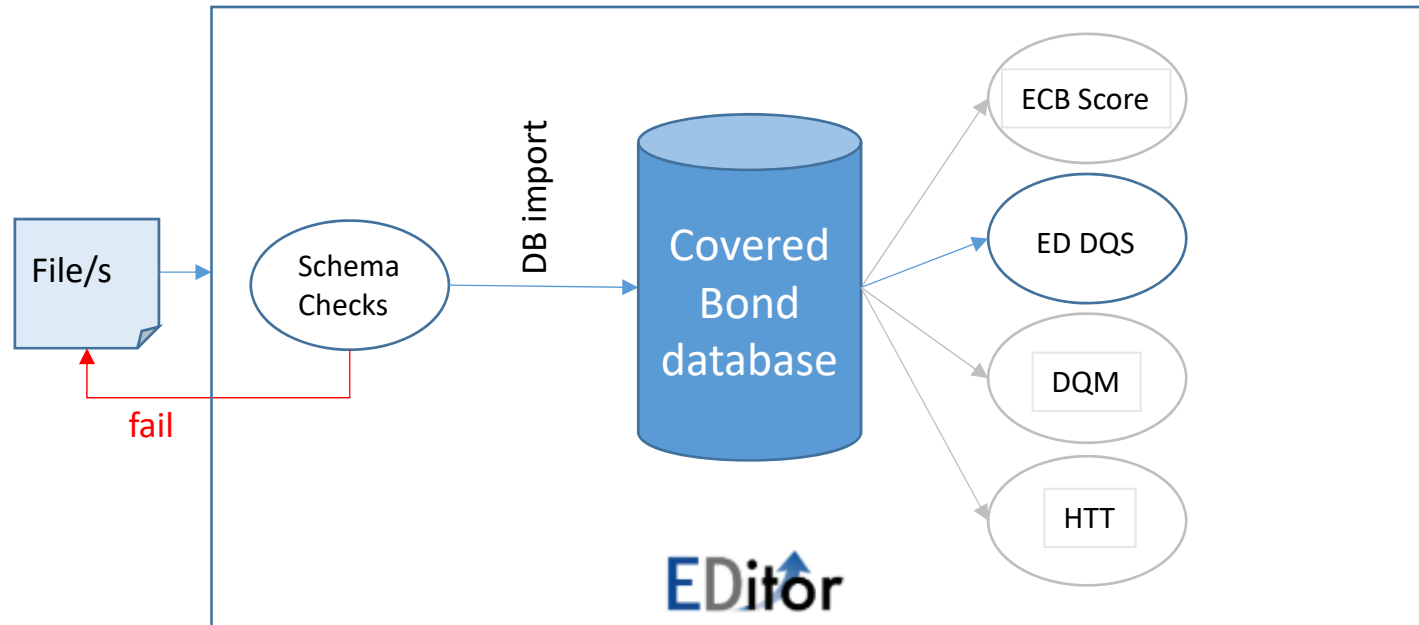 File/s
fail
Schema
Checks
DB import
Covered
Bond
database
ECB Score
ED DQS
DQM
HTT
EDitor